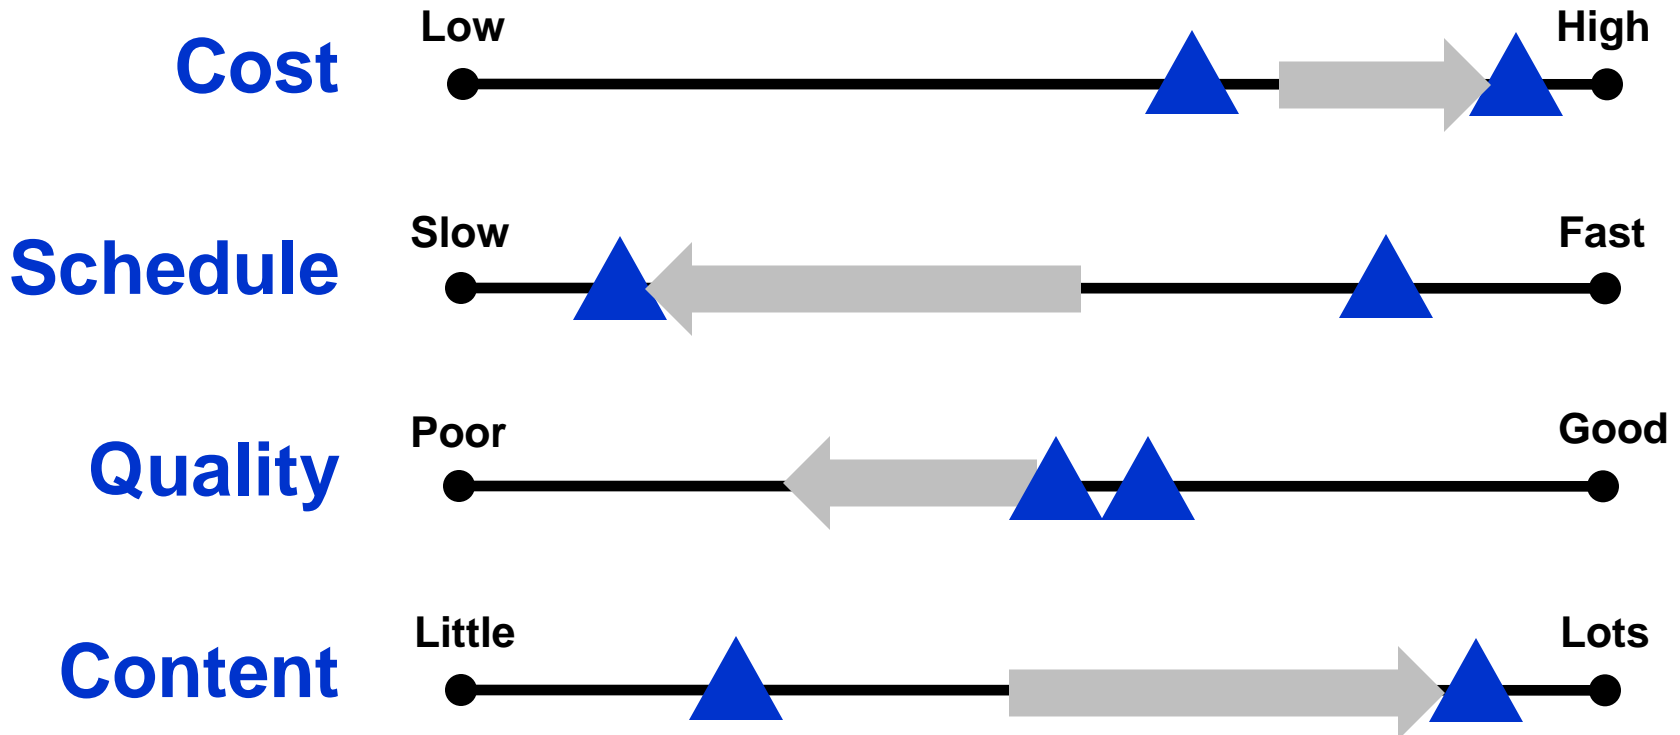 Cost
Low
High
Schedule
Slow
Fast
Quality
Poor
Good
Content
Little
Lots